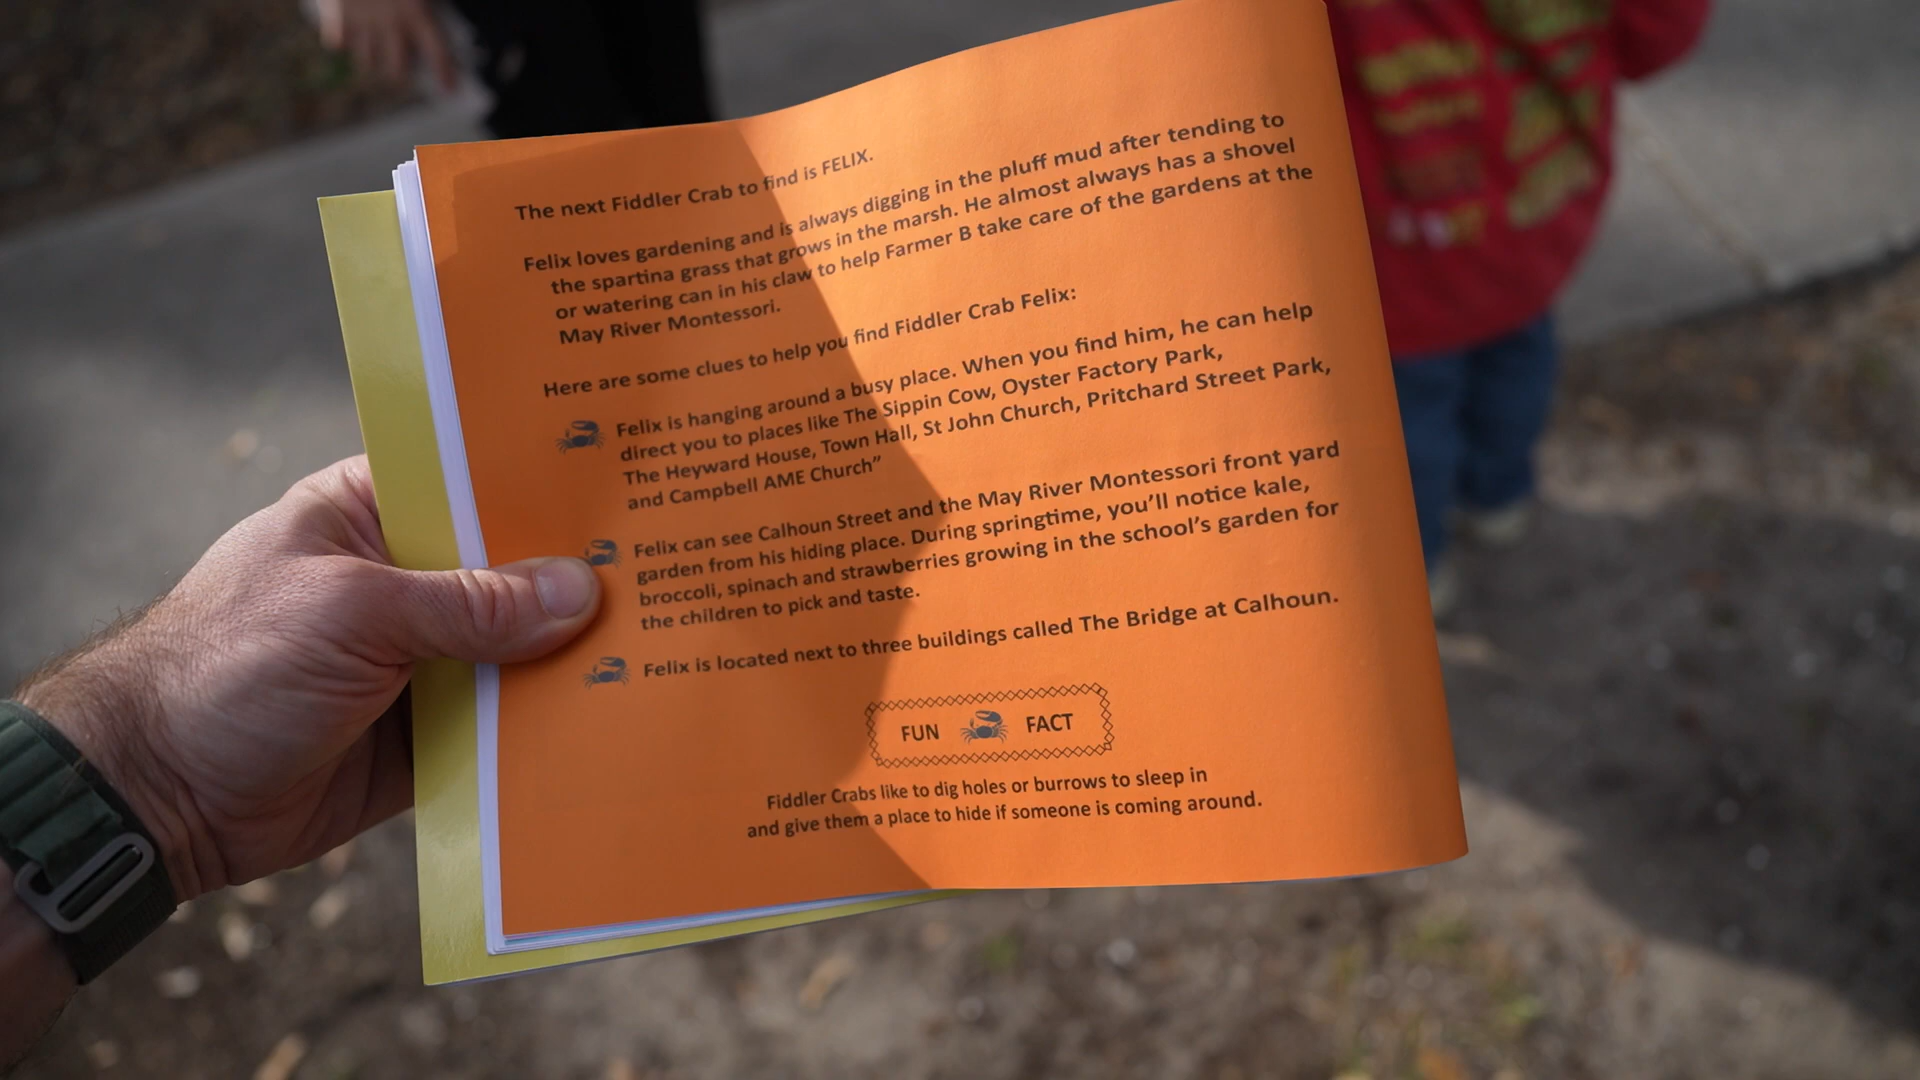 The next Fiddler Crab to find is FELIX.
Felix loves gardening and is always digging in the pluff mud after tending to
the spartina grass that grows in the marsh. He almost always has a shovel
or watering can in his claw to help Farmer B take care of the gardens at the
May River Montessori.
Here are some clues to help you find Fiddler Crab Felix:
Felix is hanging around a busy place. When you find him, he can help
direct you to places like The Sippin Cow, Oyster Factory Park,
The Heyward House, Town Hall, St John Church, Pritchard Street Park,
and Campbell AME Church”
Felix can see Calhoun Street and the May River Montessori front yard
garden from his hiding place. During springtime, you’ll notice kale,
broccoli, spinach and strawberries growing in the school’s garden for
the children to pick and taste.
Felix is located next to three buildings called The Bridge at Calhoun.
FUN FACT
Fiddler Crabs like to dig holes or burrows to sleep in
and give them a place to hide if someone is coming around.